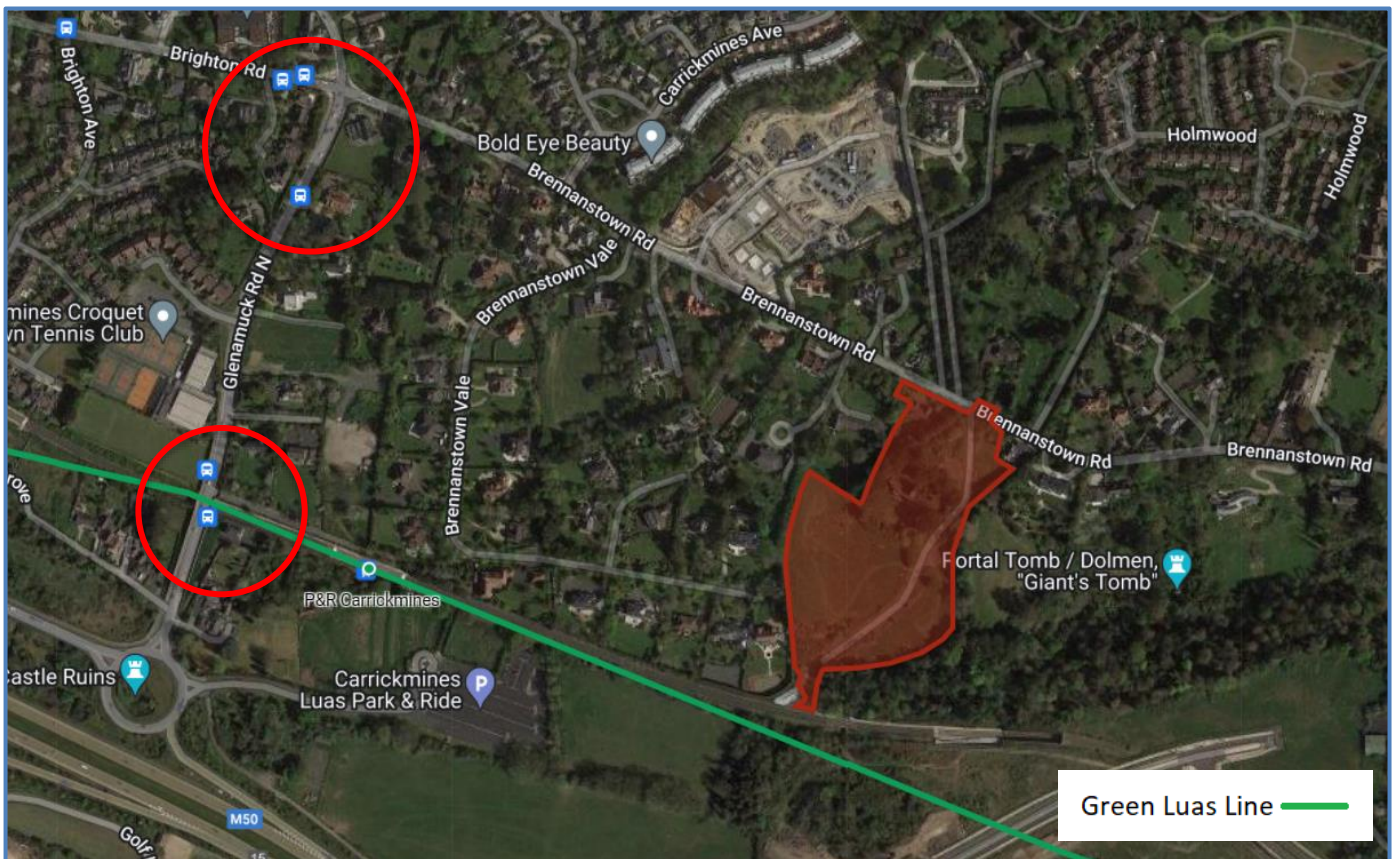 Brighton Rd
Brighton Ave
Carrickmines Ave
Bold Eye Beauty
Holmwood
Holmwood
Brennanstown Rd
Brennanstown Vale
Brennanstown Rd
mines Croquet
vn Tennis Club
Glenamuck Rd N
Brennanstown Vale
Brennanstown Rd
Brennanstown Rd
rove
Portal Tomb / Dolmen,
"Giant's Tomb"
P&R Carrickmines
Castle Ruins
Carrickmines
Luas Park & Ride
P
M50
Golf
15
Green Luas Line